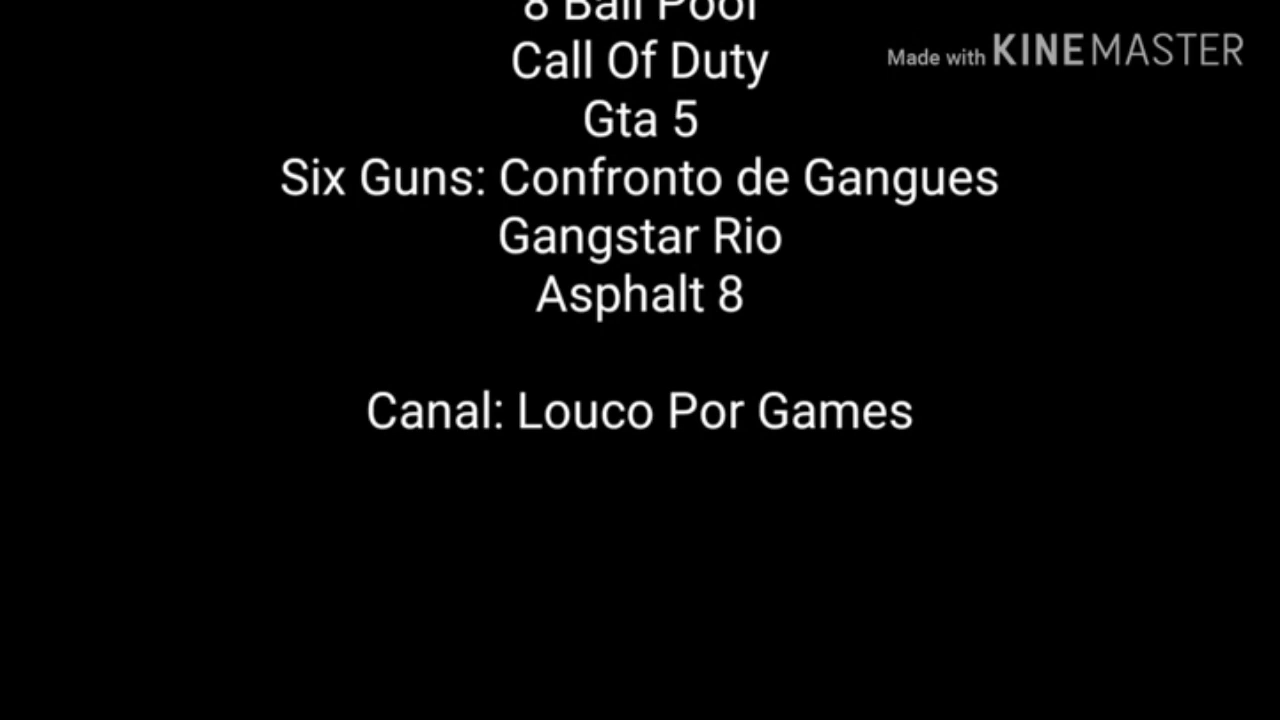 8 Ball Pool
Call Of Duty
Made with KINEMASTER
Gta 5
Six Guns: Confronto de Gangues
Gangstar Rio
Asphalt 8
Canal: Louco Por Games